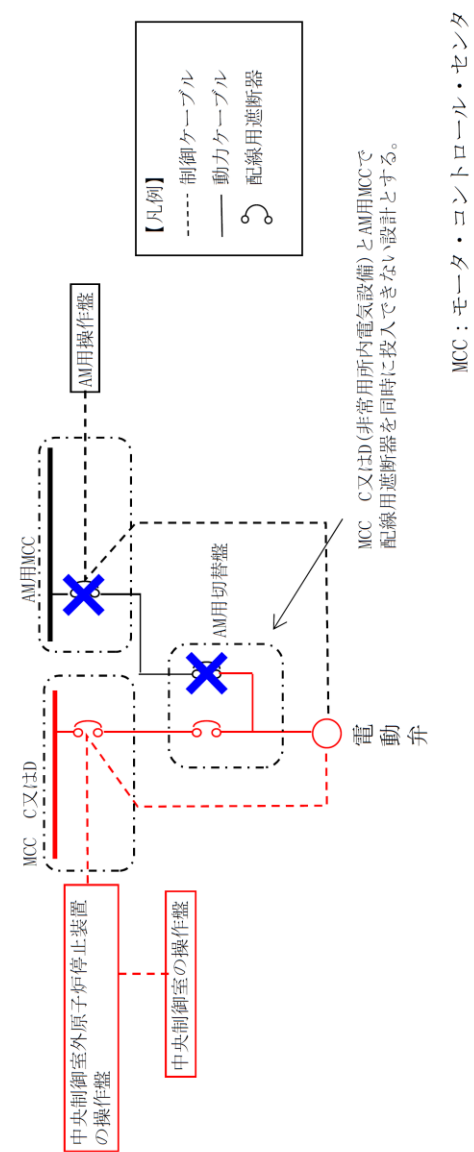 中央制御室外原子炉停止装置
の操作盤
中央制御室の操作盤
MCC C又はD
AM用MCC
AM用操作盤
AM用切替盤
電動弁
MCC C又はD(非常用所内電気設備)とAM用MCCで
配線用遮断器を同時に投入できない設計とする。
【凡例】
制御ケーブル
動力ケーブル
配線用遮断器
MCC：モータ・コントロール・センタ